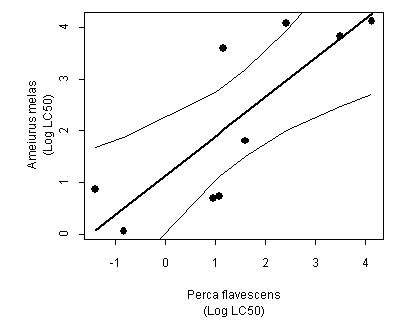 Ameiurus melas
(Log LC50)
4
3
2
1
0
-1 0 1 2 3 4
Perca flavescens
(Log LC50)